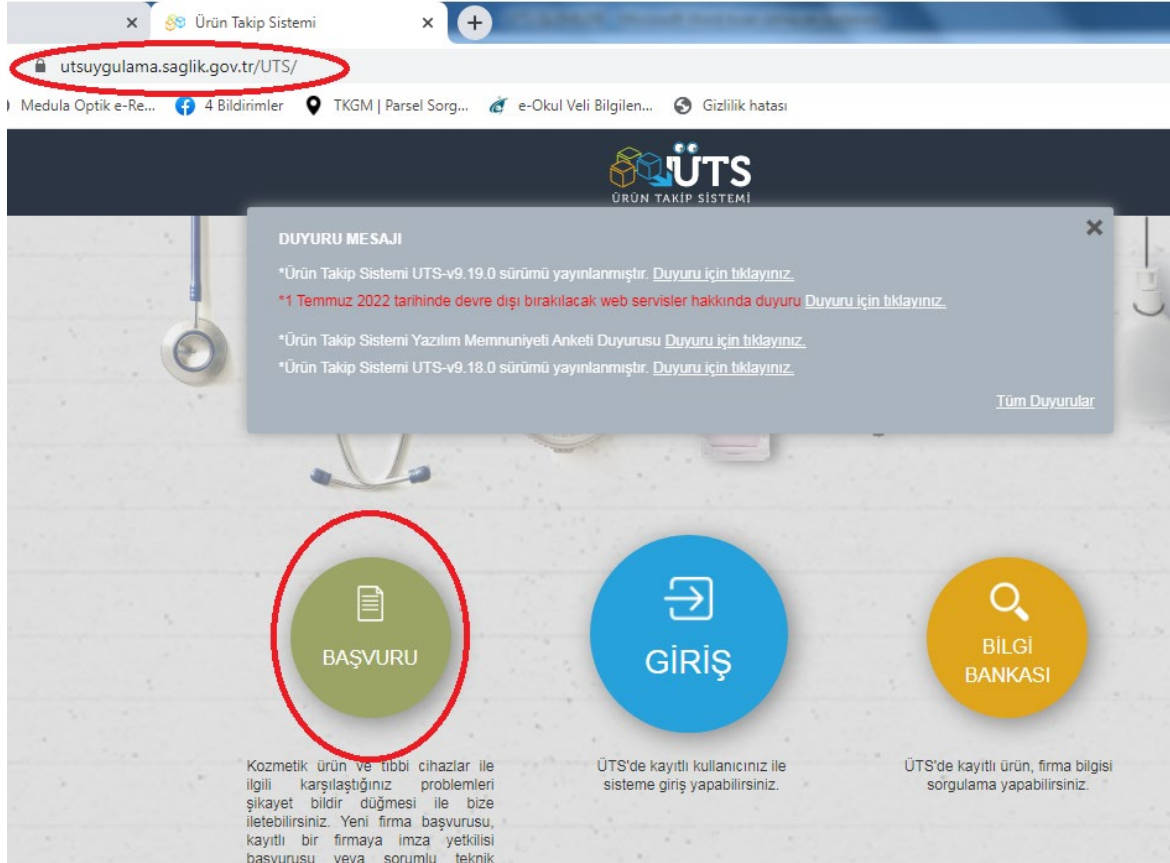 Ürün Takip Sistemi
utsuygulama.saglik.gov.tr/UTS/
Medula Optik e-Re... 4 Bildirimler TKGM | Parsel Sorg... e-Okul Veli Bilgilen... Gizlilik hatası
ÜTS
ÜRÜN TAKİP SİSTEMİ
DUYURU MESAJI
*Ürün Takip Sistemi UTS-v9.19.0 sürümü yayınlanmıştır. Duyuru için tıklayınız.
*1 Temmuz 2022 tarihinde devre dışı bırakılacak web servisler hakkında duyuru Duyuru için tıklayınız.
*Ürün Takip Sistemi Yazılım Memnuniyeti Anketi Duyurusu Duyuru için tıklayınız.
*Ürün Takip Sistemi UTS-v9.18.0 sürümü yayınlanmıştır. Duyuru için tıklayınız.
Tüm Duyurular
BAŞVURU
GİRİŞ
BİLGİ
BANKASI
Kozmetik ürün ve tıbbi cihazlar ile
ilgili karşılaştığınız problemleri
şikayet bildir düğmesi ile bize
iletebilirsiniz. Yeni firma başvurusu,
kayıtlı bir firmaya imza yetkilisi
başvurusu veya sorumlu teknik
ÜTS'de kayıtlı kullanıcınız ile
sisteme giriş yapabilirsiniz.
ÜTS'de kayıtlı ürün, firma bilgisi
sorgulama yapabilirsiniz.